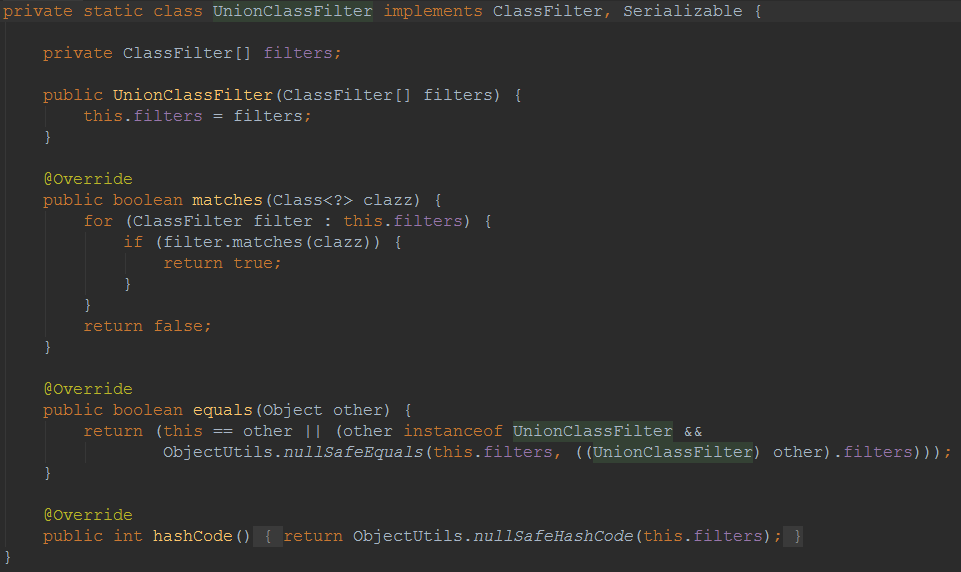 private static class UnionClassFilter implements ClassFilter, Serializable {
private ClassFilter[] filters;
public UnionClassFilter(ClassFilter[] filters) {
this.filters = filters;
}
@Override
public boolean matches(Class<?> clazz) {
for (ClassFilter filter : this.filters) {
if (filter.matches(clazz)) {
return true;
}
}
return false;
}
@Override
public boolean equals(Object other) {
return (this == other || (other instanceof UnionClassFilter &&
ObjectUtils.nullSafeEquals(this.filters, ((UnionClassFilter) other).filters)));
}
@Override
public int hashCode() { return ObjectUtils.nullSafeHashCode(this.filters); }
}